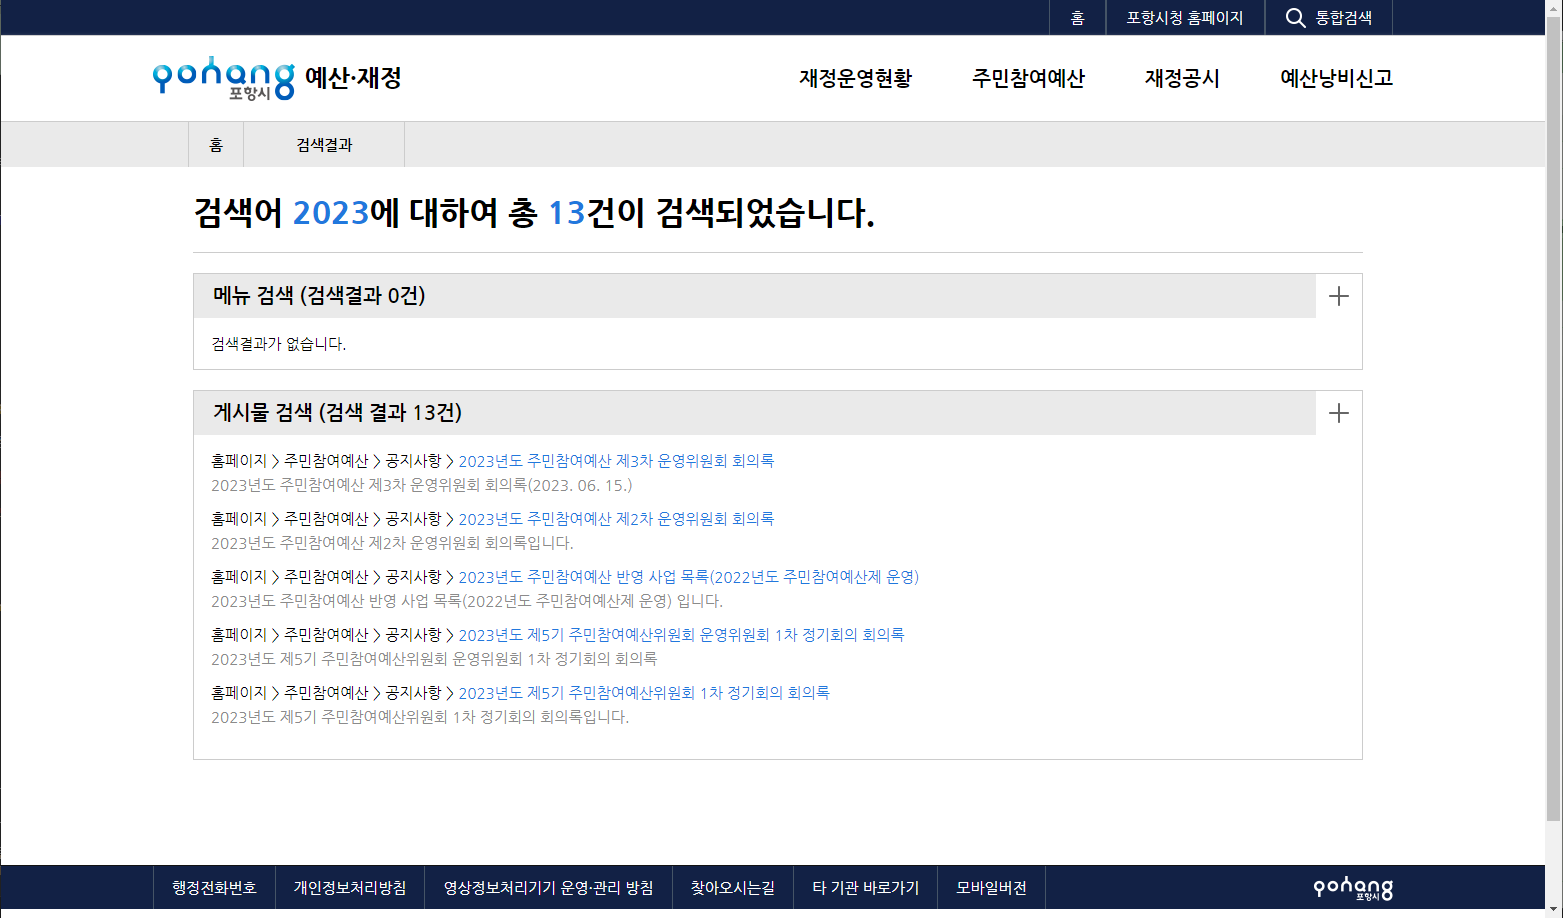 홈 포항시청 홈페이지 통합검색
pohang 포항시 예산·재정 재정운영현황 주민참여예산 재정공시 예산낭비신고
홈 검색결과
검색어 2023에 대하여 총 13건이 검색되었습니다.
메뉴 검색 (검색결과 0건)
검색결과가 없습니다.
게시물 검색 (검색 결과 13건)
홈페이지 > 주민참여예산 > 공지사항 > 2023년도 주민참여예산 제3차 운영위원회 회의록
2023년도 주민참여예산 제3차 운영위원회 회의록(2023. 06. 15.)
홈페이지 > 주민참여예산 > 공지사항 > 2023년도 주민참여예산 제2차 운영위원회 회의록
2023년도 주민참여예산 제2차 운영위원회 회의록입니다.
홈페이지 > 주민참여예산 > 공지사항 > 2023년도 주민참여예산 반영 사업 목록(2022년도 주민참여예산제 운영)
2023년도 주민참여예산 반영 사업 목록(2022년도 주민참여예산제 운영) 입니다.
홈페이지 > 주민참여예산 > 공지사항 > 2023년도 제5기 주민참여예산위원회 운영위원회 1차 정기회의 회의록
2023년도 제5기 주민참여예산위원회 운영위원회 1차 정기회의 회의록
홈페이지 > 주민참여예산 > 공지사항 > 2023년도 제5기 주민참여예산위원회 1차 정기회의 회의록
2023년도 제5기 주민참여예산위원회 1차 정기회의 회의록입니다.
행정전화번호 개인정보처리방침 영상정보처리기기 운영·관리 방침 찾아오시는길 타 기관 바로가기 모바일버전 pohang 포항시